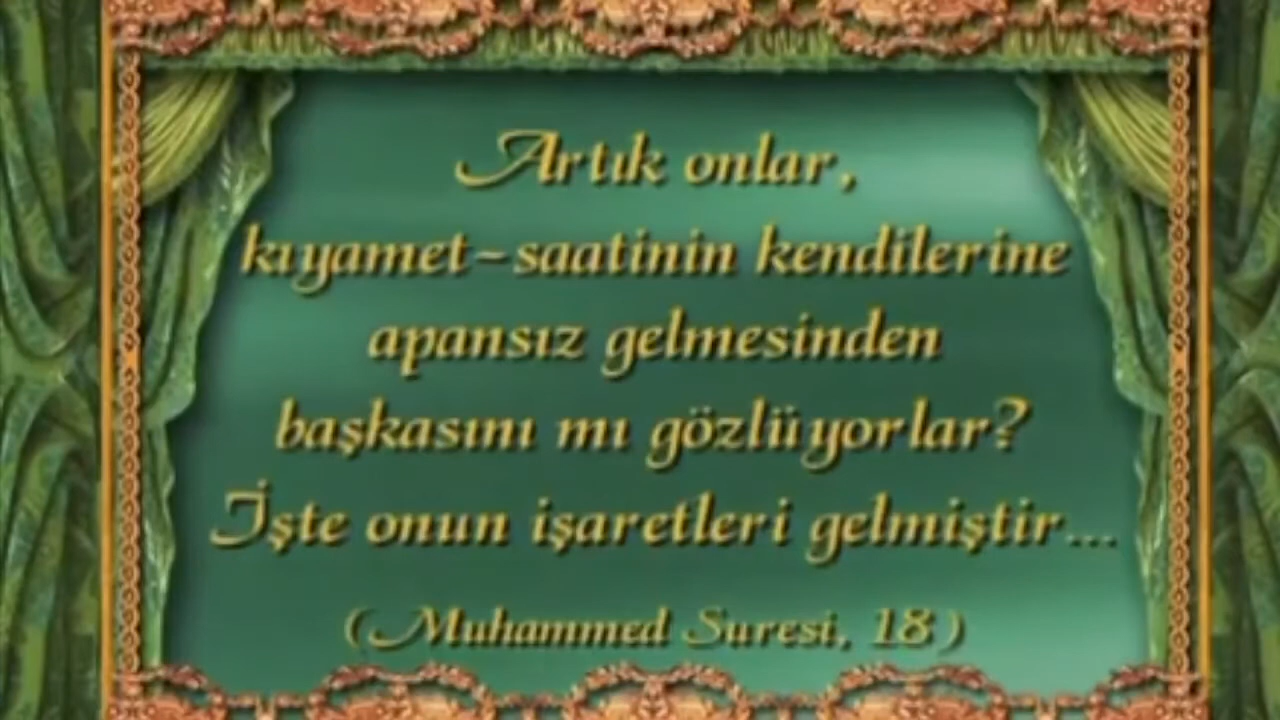 Artık onlar,
kıyamet-saatinin kendilerine
apansız gelmesinden
başkasını mı gözlüyorlar?
İşte onun işaretleri gelmiştir...
(Muhammed Suresi, 18)